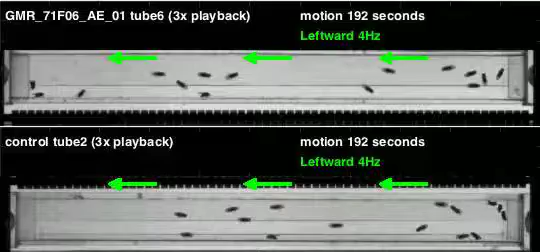 GMR_71F06_AE_01 tube6 (3x playback)
motion 192 seconds
Leftward 4Hz
control tube2 (3x playback)
motion 192 seconds
Leftward 4Hz